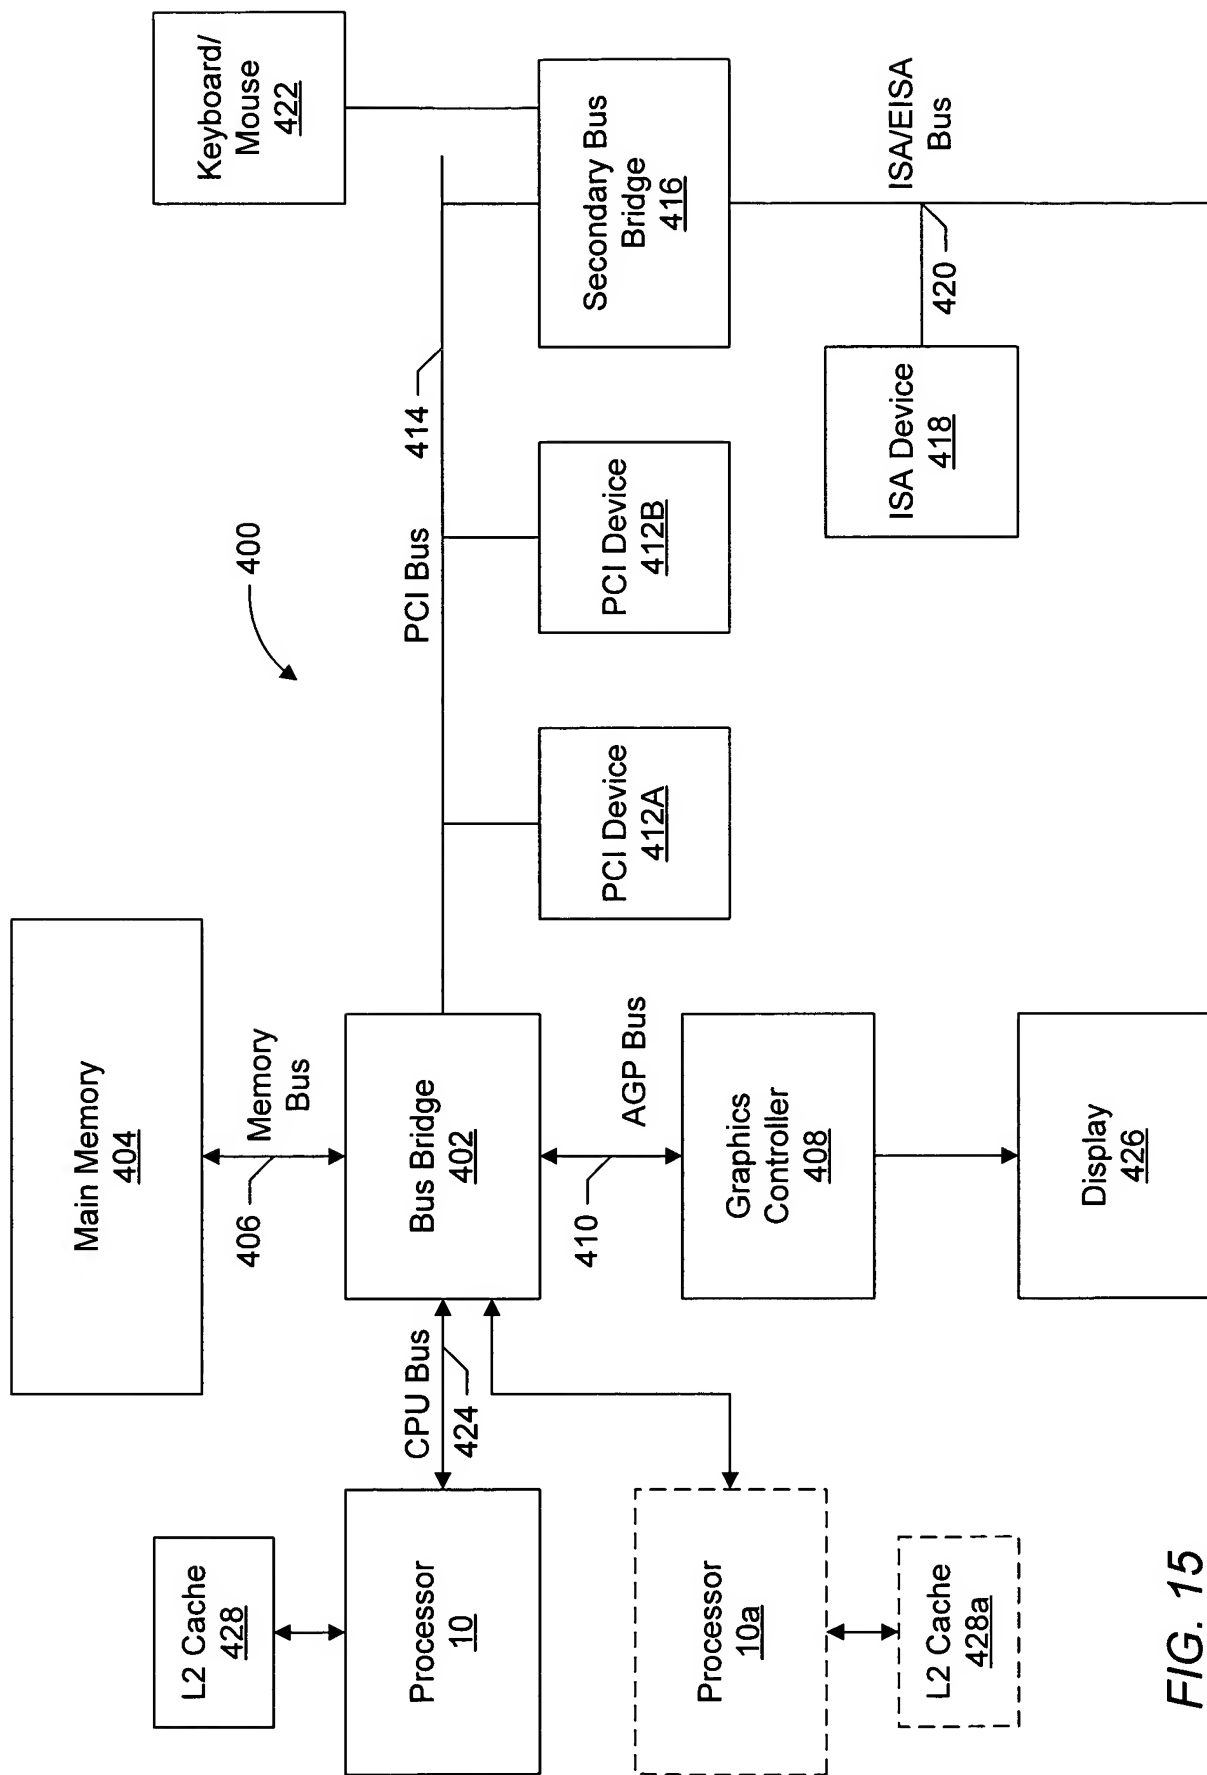 Main Memory
404
Keyboard/
Mouse
422
400
L2 Cache
428
406
Memory
Bus
414
PCI Bus
CPU Bus
424
Processor
10
Bus Bridge
402
PCI Device
412A
PCI Device
412B
Secondary Bus
Bridge
416
410
AGP Bus
Processor
10a
Graphics
Controller
408
ISA Device
418
420
ISA/EISA
Bus
L2 Cache
428a
Display
426
FIG. 15